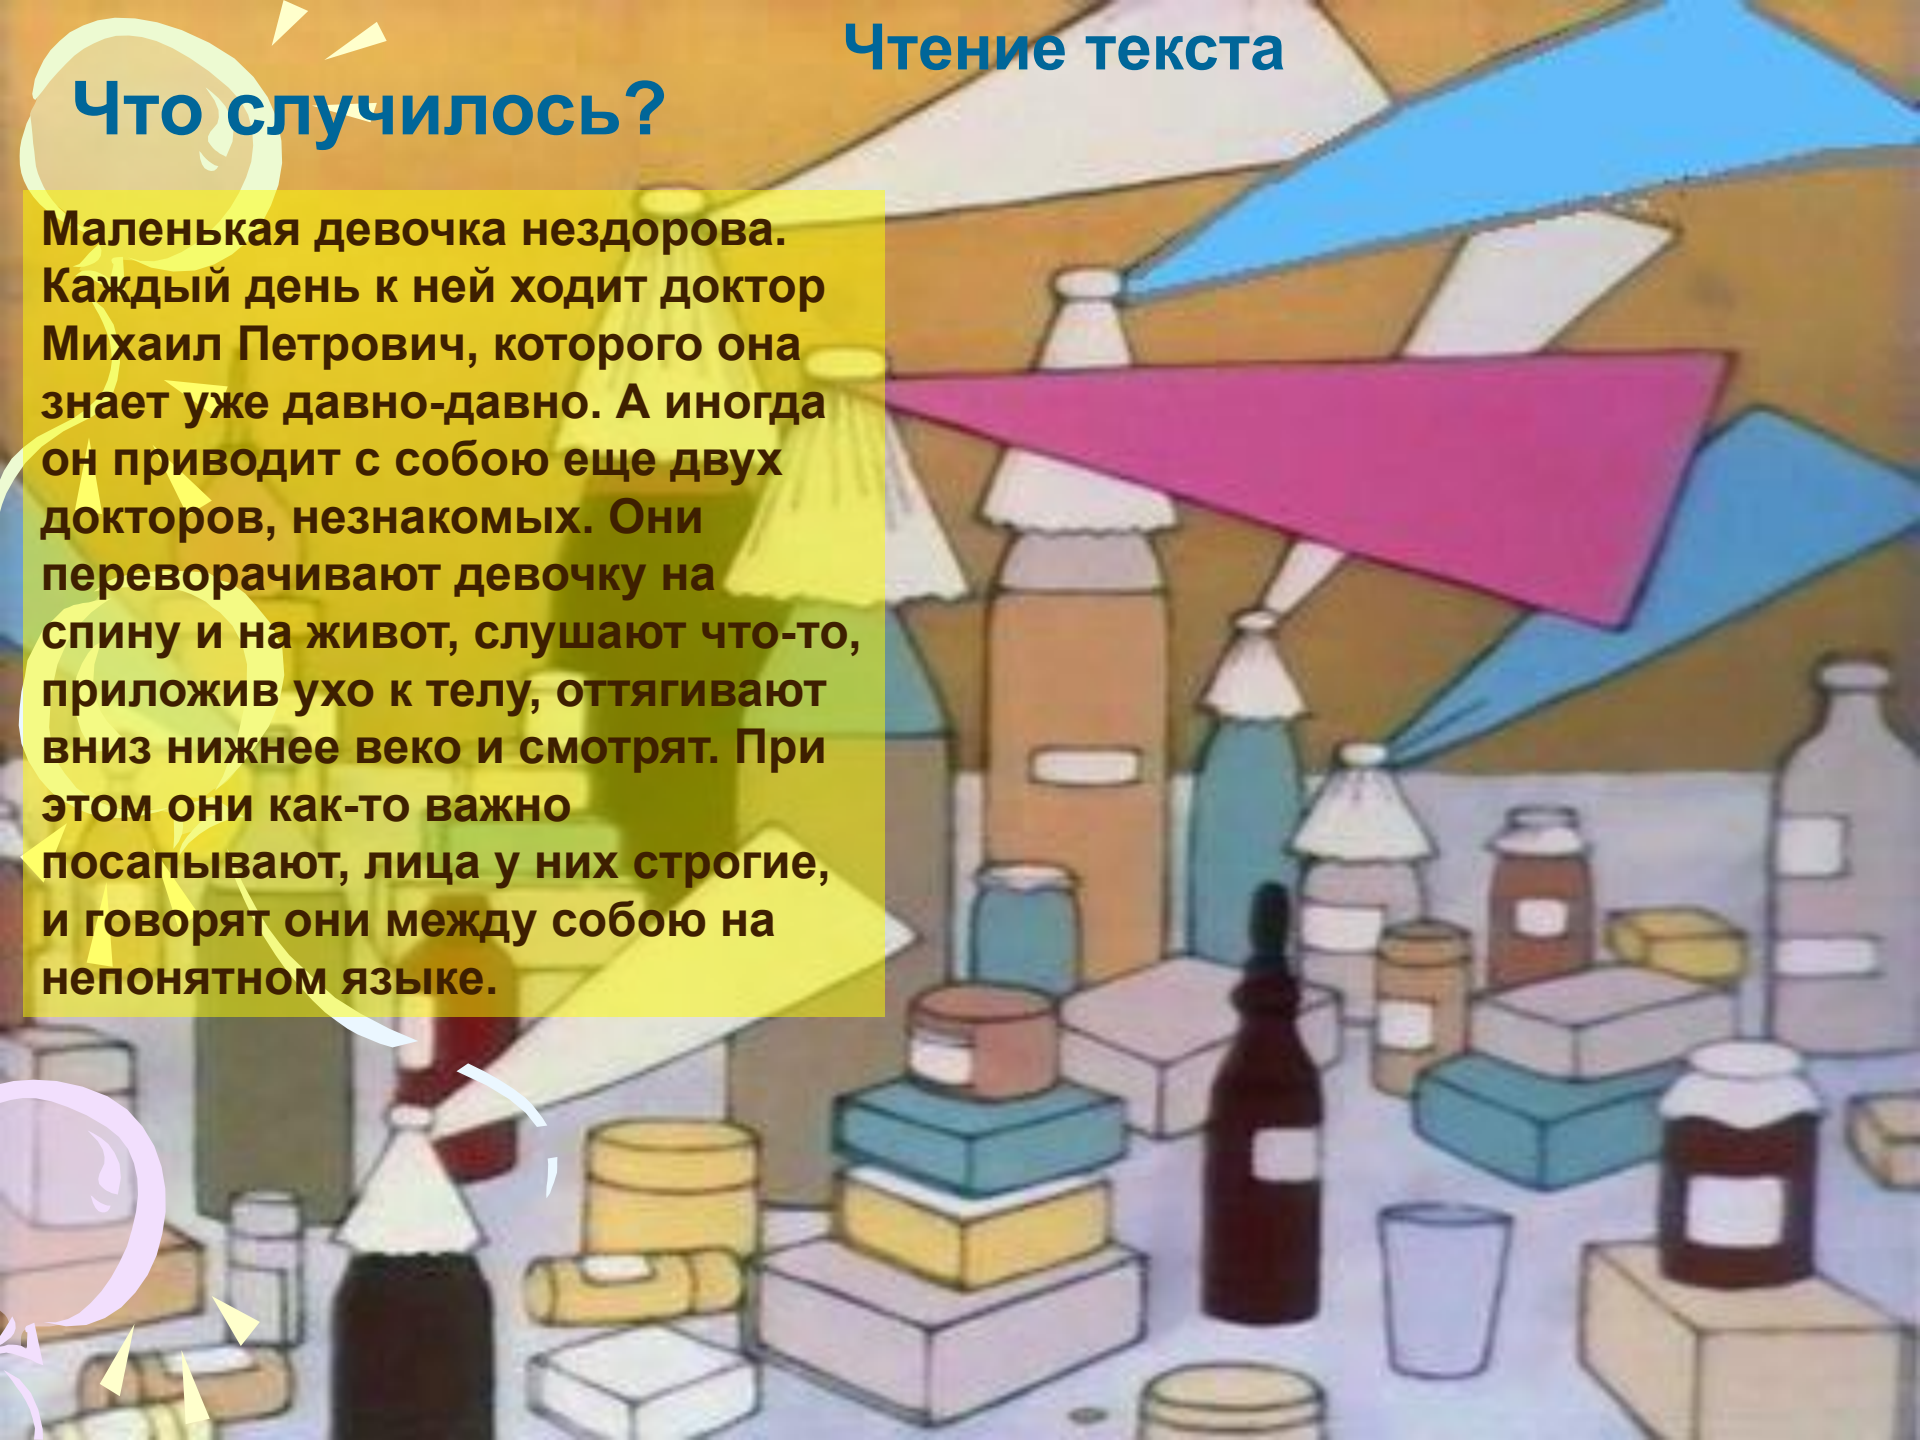 Чтение текста
Что случилось?
Маленькая девочка нездорова.
Каждый день к ней ходит доктор
Михаил Петрович, которого она
знает уже давно-давно. А иногда
он приводит с собою еще двух
докторов, незнакомых. Они
переворачивают девочку на
спину и на живот, слушают что-то,
приложив ухо к телу, оттягивают
вниз нижнее веко и смотрят. При
этом они как-то важно
посапывают, лица у них строгие,
и говорят они между собою на
непонятном языке.